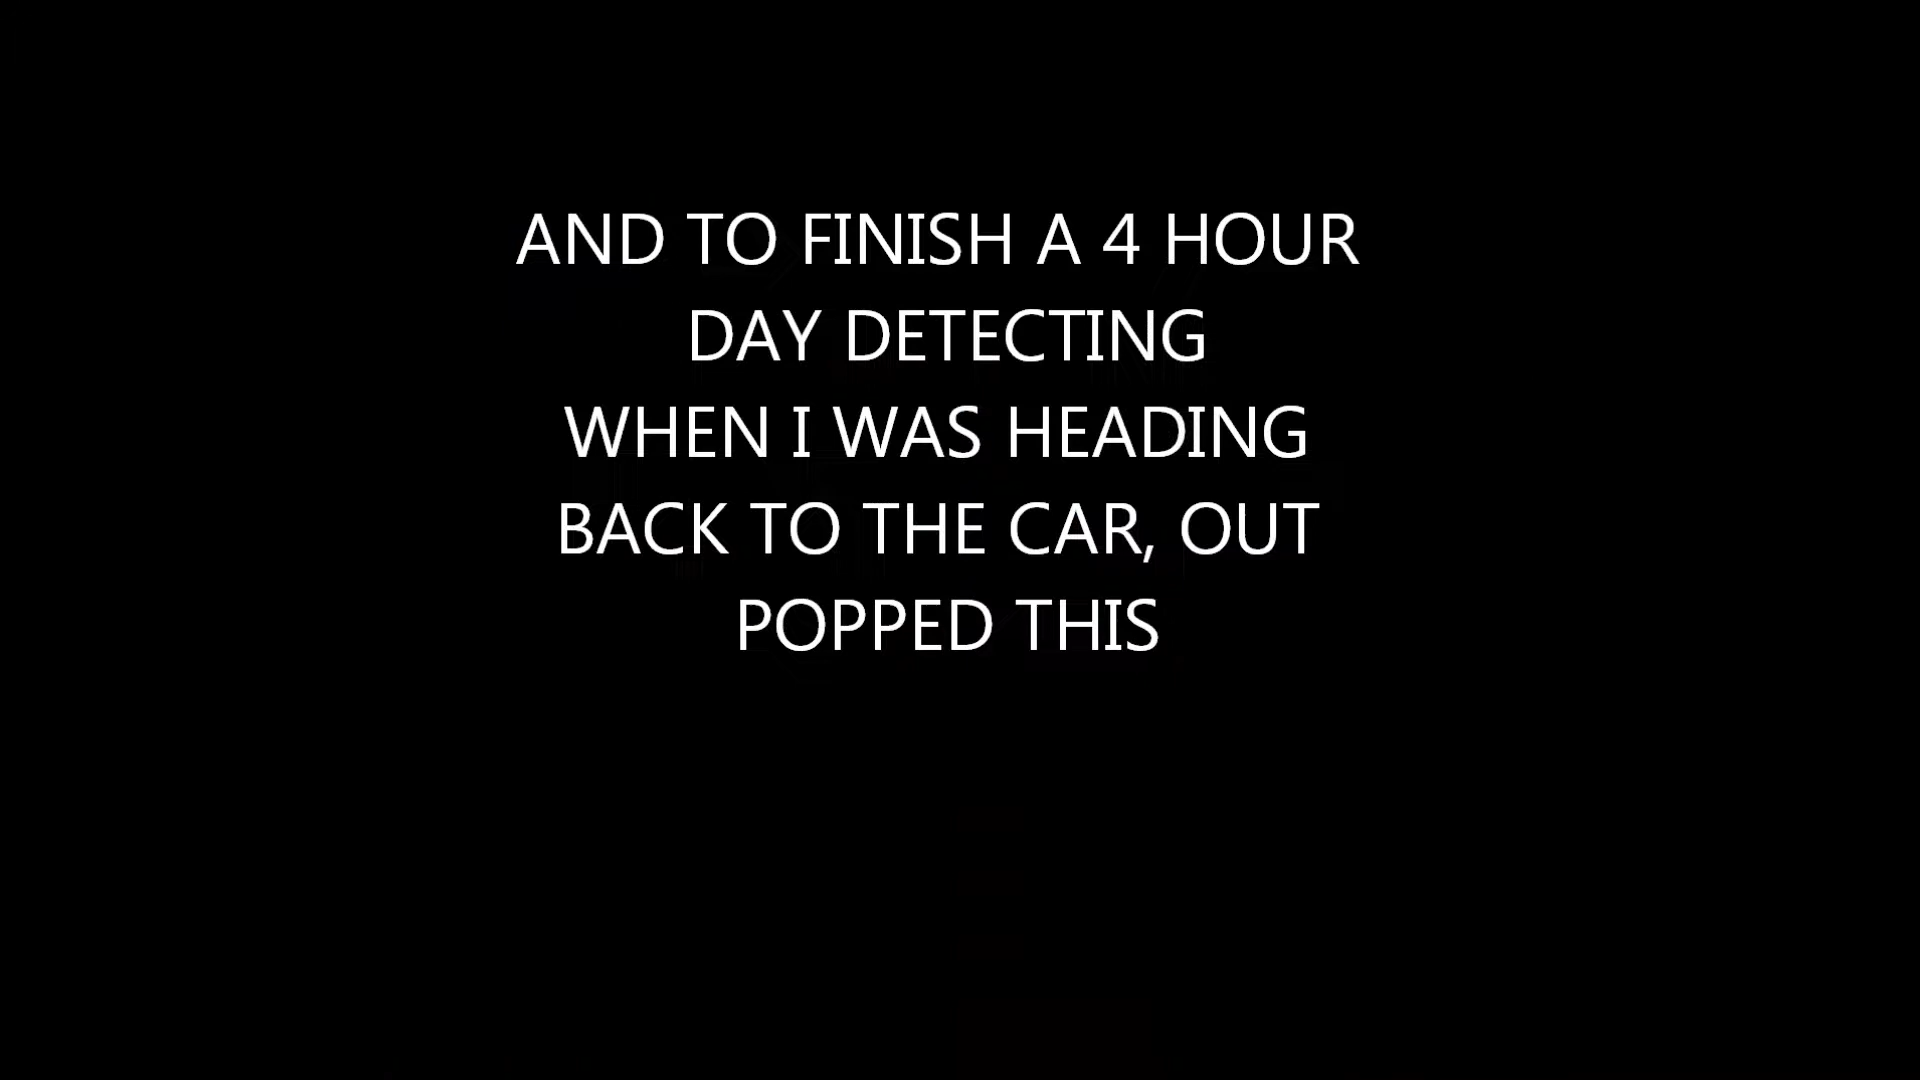 AND TO FINISH A 4 HOUR
DAY DETECTING
WHEN I WAS HEADING
BACK TO THE CAR, OUT
POPPED THIS